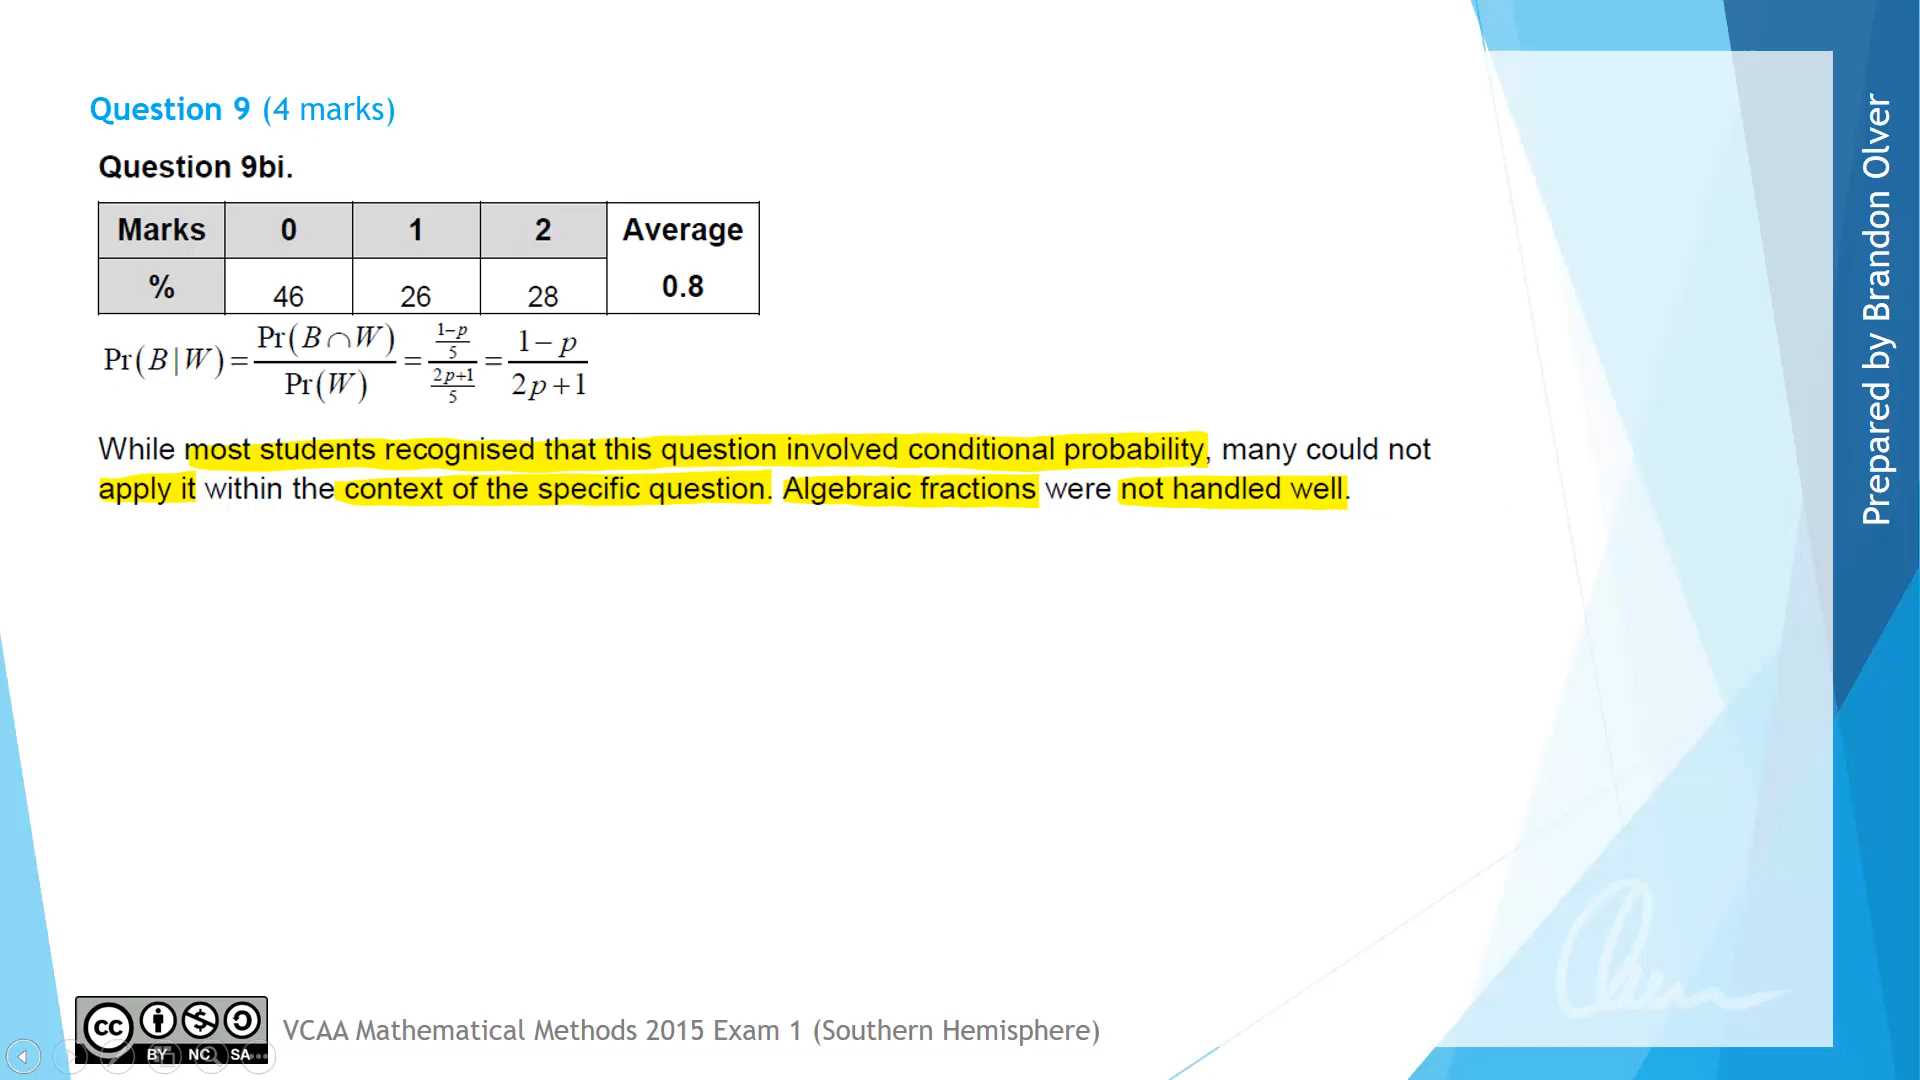 Question 9 (4 marks)
Question 9bi.
Marks 0 1 2 Average
% 46 26 28 0.8
Pr(B|W) = Pr(B∩W)/Pr(W) = ((1−p)/5)/((2p+1)/5) = (1−p)/(2p+1)
While most students recognised that this question involved conditional probability, many could not
apply it within the context of the specific question. Algebraic fractions were not handled well.
Prepared by Brandon Olver
cc
BY NC SA
VCAA Mathematical Methods 2015 Exam 1 (Southern Hemisphere)